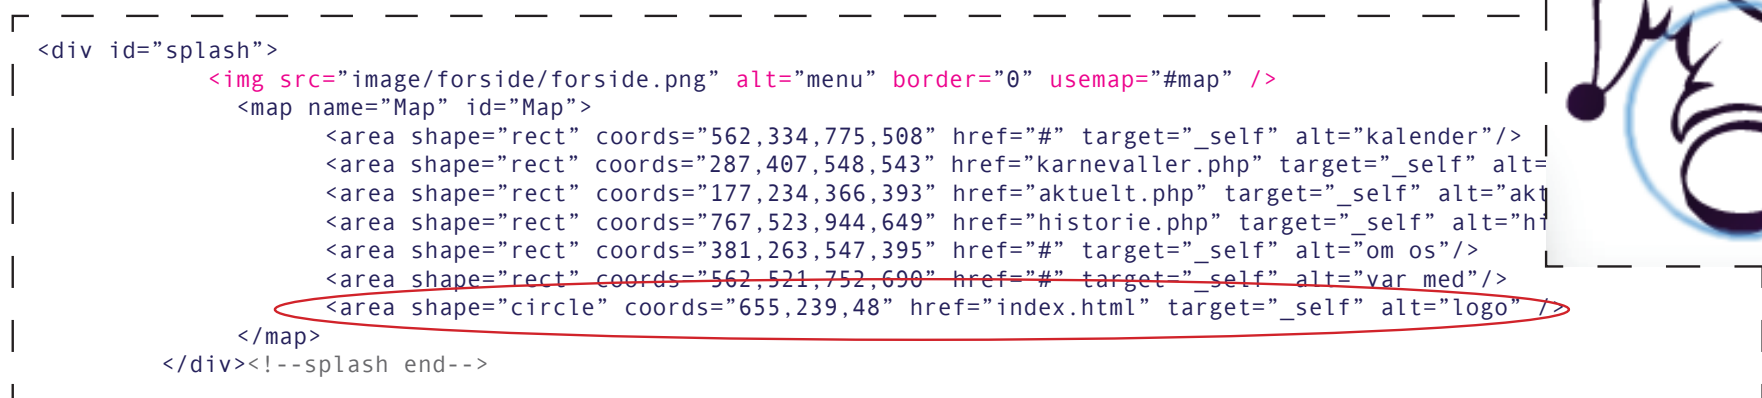 <div id=”splash”>
<img src=”image/forside/forside.png” alt=”menu” border=”0” usemap=”#map” />
<map name=”Map” id=”Map”>
<area shape=”rect” coords=”562,334,775,508” href=”#” target=”_self” alt=”kalender”/>
<area shape=”rect” coords=”287,407,548,543” href=”karnevaller.php” target=”_self” alt=
<area shape=”rect” coords=”177,234,366,393” href=”aktuelt.php” target=”_self” alt=”akt
<area shape=”rect” coords=”767,523,944,649” href=”historie.php” target=”_self” alt=”hi
<area shape=”rect” coords=”381,263,547,395” href=”#” target=”_self” alt=”om os”/>
<area shape=”rect” coords=”562,521,752,690” href=”#” target=”_self” alt=”var med”/>
<area shape=”circle” coords=”655,239,48” href=”index.html” target=”_self” alt=”logo” />
</map>
</div><!--splash end-->